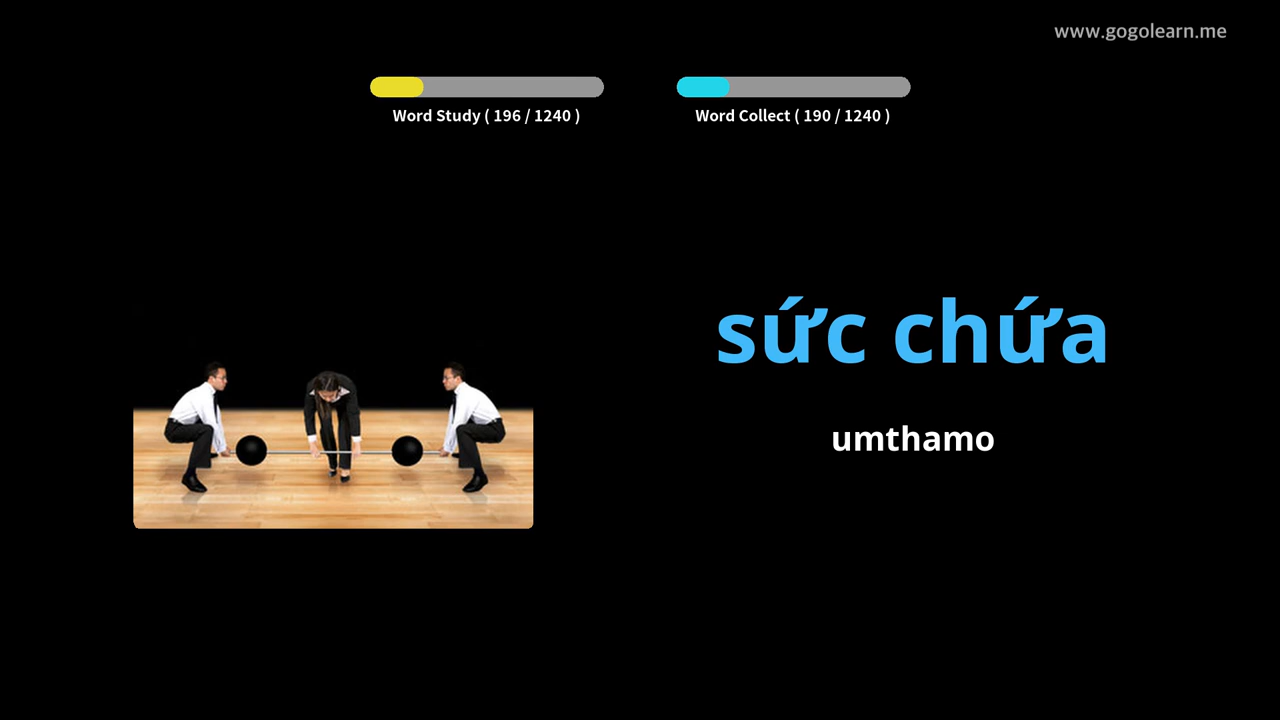 www.gogolearn.me
Word Study ( 196 / 1240 )
Word Collect ( 190 / 1240 )
sức chứa
umthamo